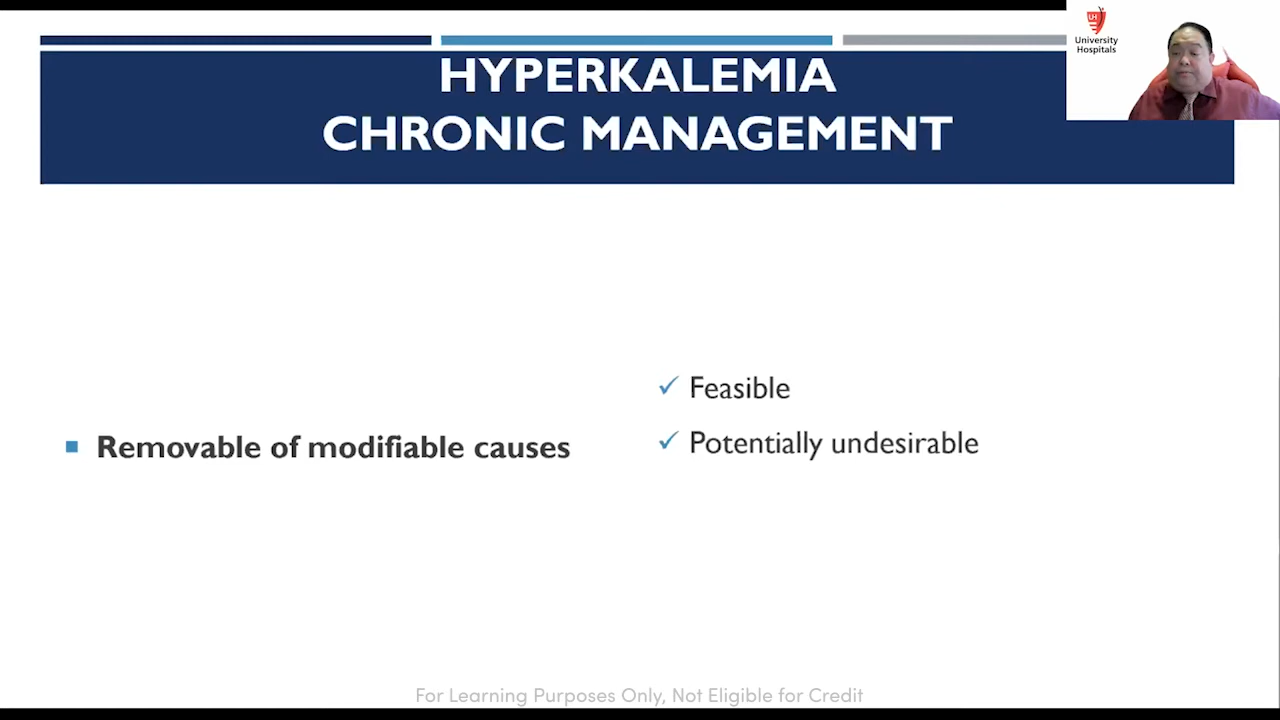 HYPERKALEMIA
CHRONIC MANAGEMENT
University
Hospitals
UH
Removable of modifiable causes
Feasible
Potentially undesirable
For Learning Purposes Only, Not Eligible for Credit